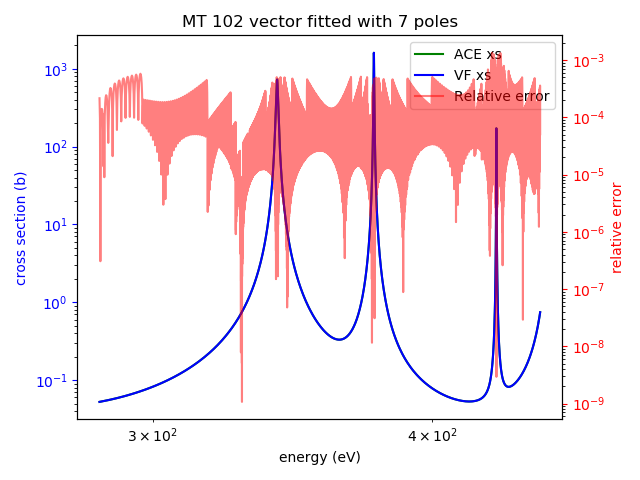 MT 102 vector fitted with 7 poles
ACE xs
VF xs
Relative error
cross section (b)
10³
10²
10¹
10⁰
10⁻¹
relative error
10⁻³
10⁻⁴
10⁻⁵
10⁻⁶
10⁻⁷
10⁻⁸
10⁻⁹
3 × 10² 4 × 10²
energy (eV)